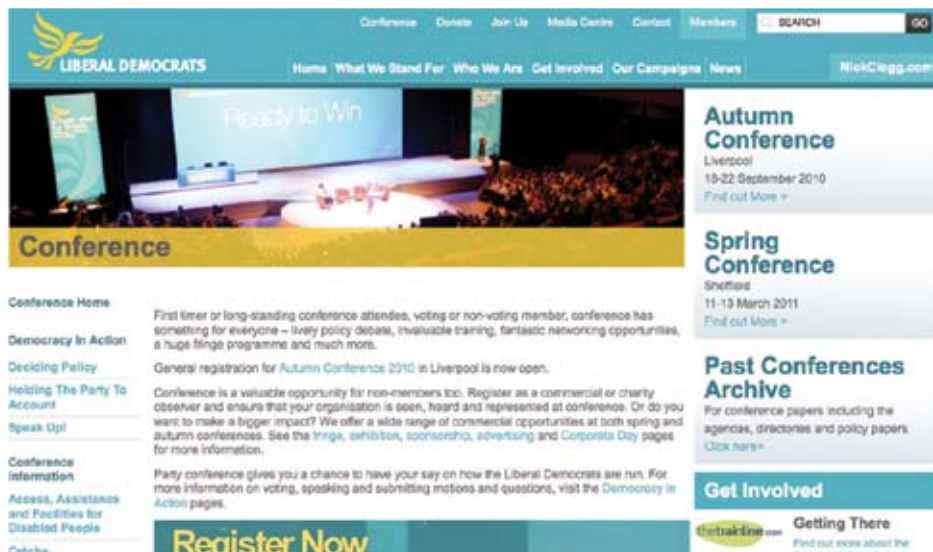 Conference Donate Join Us Media Centre Contact Members SEARCH GO
LIBERAL DEMOCRATS
Home What We Stand For Who We Are Get Involved Our Campaigns News NickClegg.com
Ready to Win
Conference
Conference Home
Democracy In Action
Deciding Policy
Holding The Party To
Account
Speak Up!
Conference
Information
Access, Assistance
and Facilities for
Disabled People
First timer or long-standing conference attendee, voting or non-voting member, conference has
something for everyone – lively policy debate, invaluable training, fantastic networking opportunities,
a huge fringe programme and much more.
General registration for Autumn Conference 2010 in Liverpool is now open.
Conference is a valuable opportunity for non-members too. Register as a commercial or charity
observer and ensure that your organisation is seen, heard and represented at conference. Or do you
want to make a bigger impact? We offer a wide range of commercial opportunities at both spring and
autumn conferences. See the fringe, exhibition, sponsorship, advertising and Corporate Day pages
for more information.
Party conference gives you a chance to have your say on how the Liberal Democrats are run. For
more information on voting, speaking and submitting motions and questions, visit the Democracy in
Action pages.
Register Now
Autumn
Conference
Liverpool
18-22 September 2010
Find out More »
Spring
Conference
Sheffield
11-13 March 2011
Find out More »
Past Conferences
Archive
For conference papers including the
agendas, directories and policy papers
Click here»
Get Involved
thetrainline.com
Getting There
Find out more about the